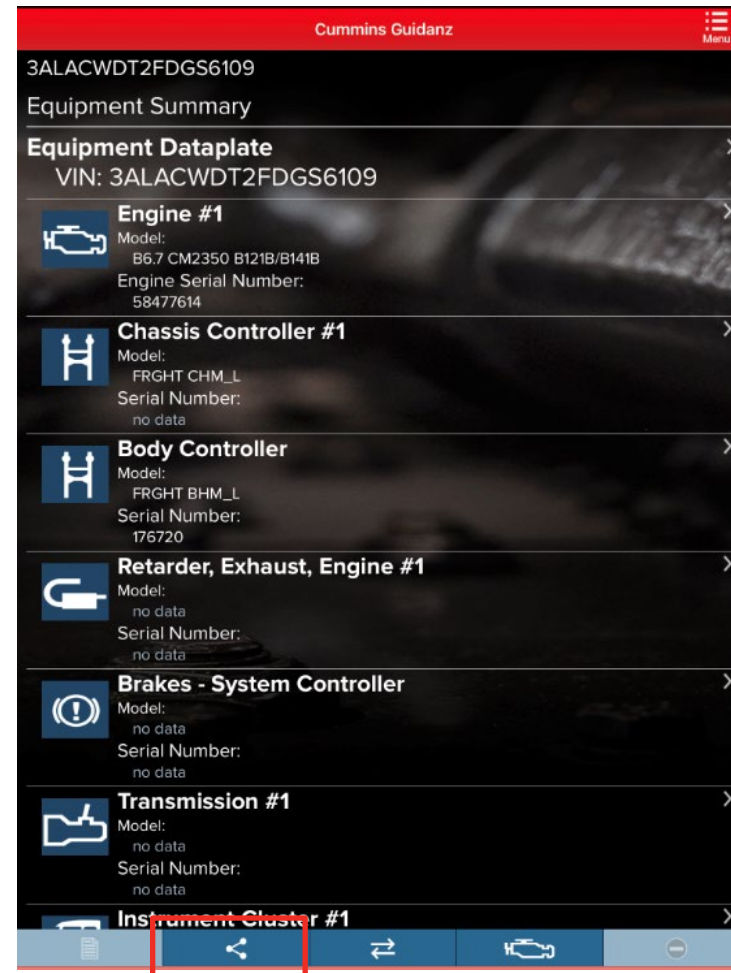 Cummins Guidanz
Menu
3ALACWDT2FDGS6109
Equipment Summary
Equipment Dataplate
VIN: 3ALACWDT2FDGS6109
Engine #1
Model:
B6.7 CM2350 B121B/B141B
Engine Serial Number:
58477614
Chassis Controller #1
Model:
FRGHT CHM_L
Serial Number:
no data
Body Controller
Model:
FRGHT BHM_L
Serial Number:
176720
Retarder, Exhaust, Engine #1
Model:
no data
Serial Number:
no data
Brakes - System Controller
Model:
no data
Serial Number:
no data
Transmission #1
Model:
no data
Serial Number:
no data
Instrument Cluster #1